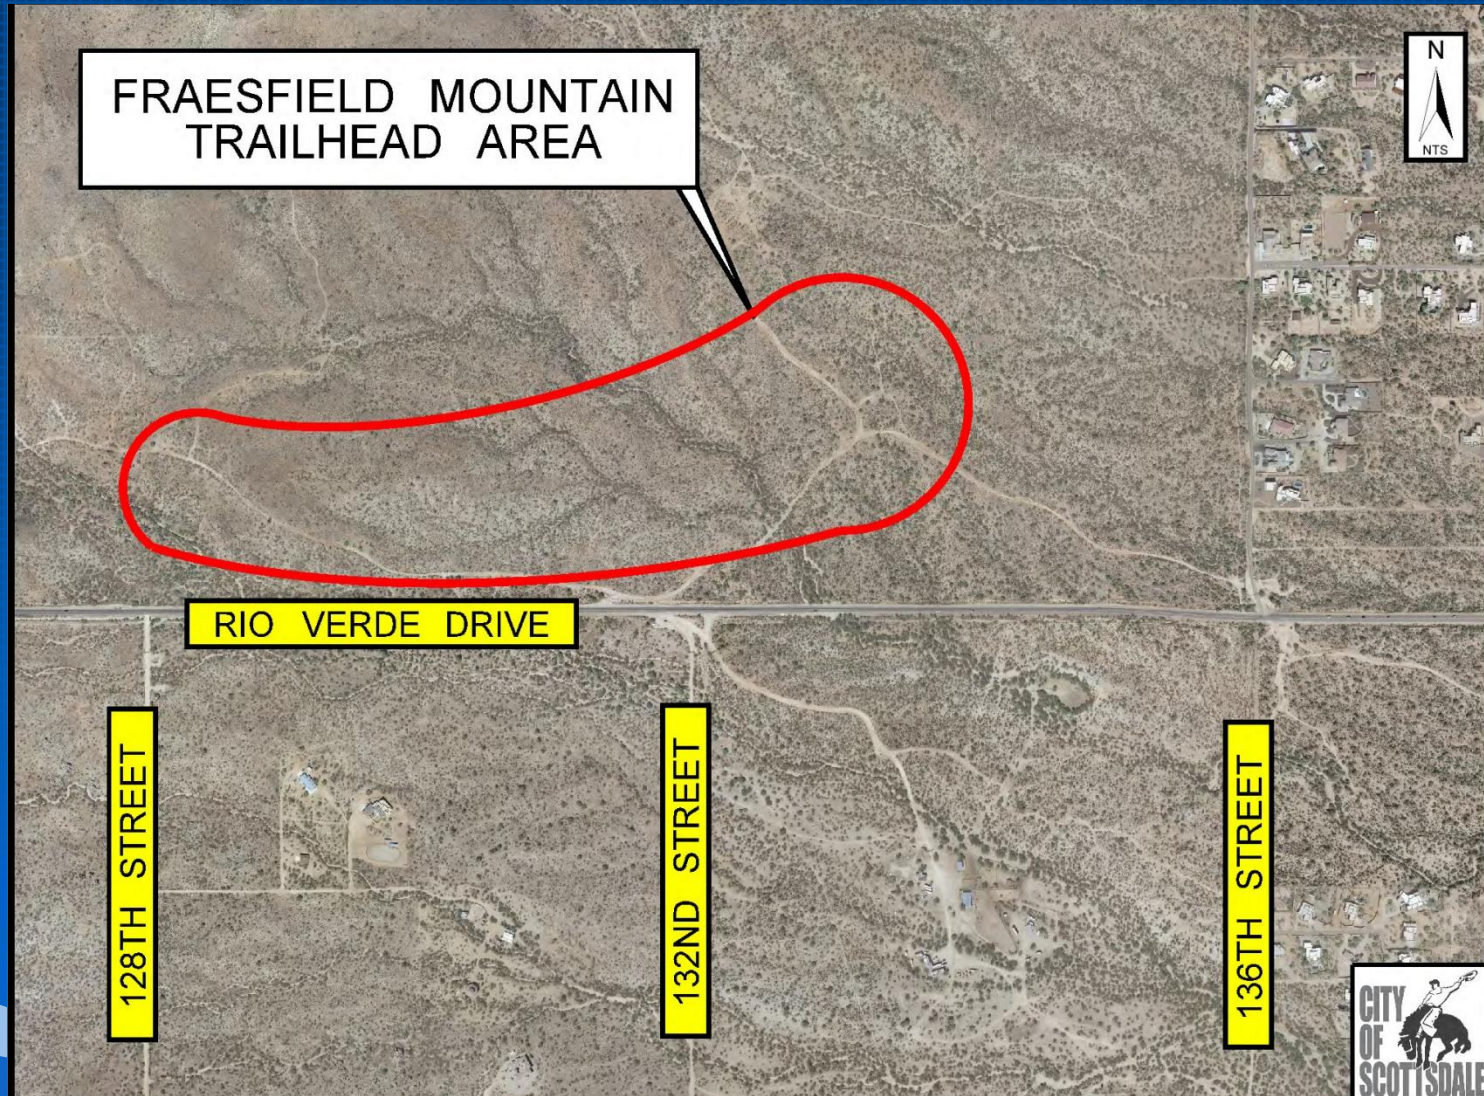 FRAESFIELD MOUNTAIN
TRAILHEAD AREA
N
NTS
RIO VERDE DRIVE
128TH STREET
132ND STREET
136TH STREET
CITY
OF
SCOTTSDALE